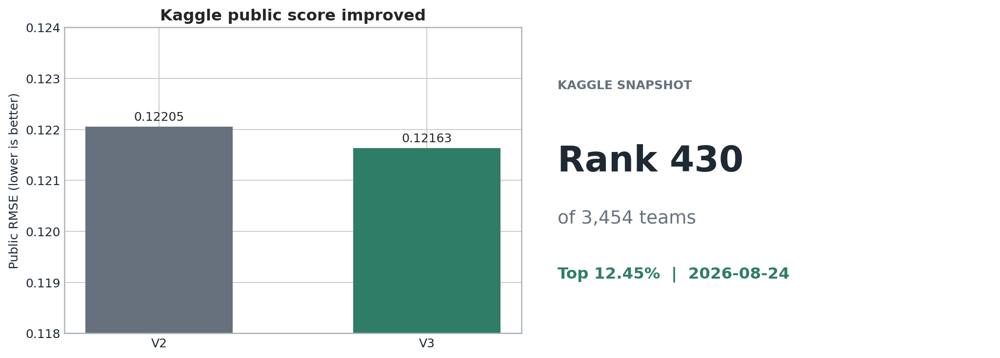 Kaggle public score improved
Public RMSE (lower is better)
0.124
0.123
0.122
0.121
0.120
0.119
0.118
0.12205
0.12163
V2
V3
KAGGLE SNAPSHOT
Rank 430
of 3,454 teams
Top 12.45% | 2026-08-24